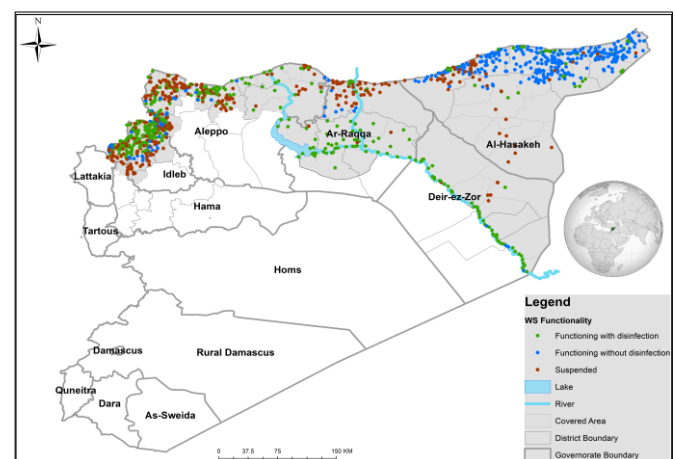 N
Aleppo
Ar-Raqqa
Al-Hasakeh
Lattakia
Idleb
Deir-ez-Zor
Hama
Tartous
Homs
Legend
WS Functionality
Functioning with disinfection
Functioning without disinfection
Suspended
Lake
River
Covered Area
District Boundary
Governorate Boundary
Damascus
Rural Damascus
Quneitra
Dara
As-Sweida
0 37.5 75 150 KM